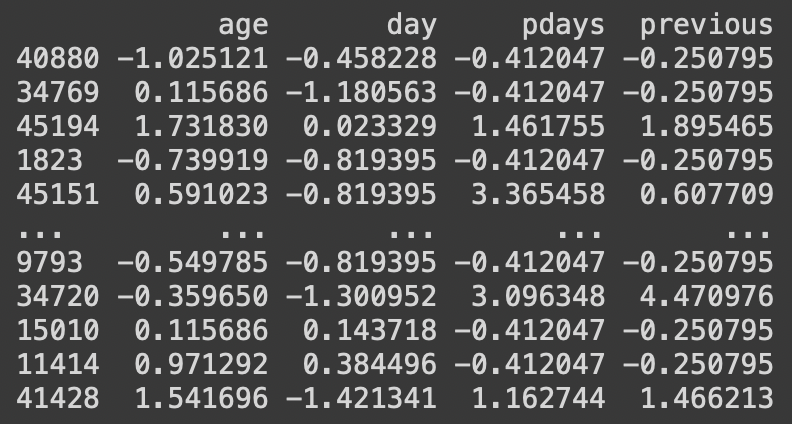 age day pdays previous
40880 -1.025121 -0.458228 -0.412047 -0.250795
34769 0.115686 -1.180563 -0.412047 -0.250795
45194 1.731830 0.023329 1.461755 1.895465
1823 -0.739919 -0.819395 -0.412047 -0.250795
45151 0.591023 -0.819395 3.365458 0.607709
... ... ... ... ...
9793 -0.549785 -0.819395 -0.412047 -0.250795
34720 -0.359650 -1.300952 3.096348 4.470976
15010 0.115686 0.143718 -0.412047 -0.250795
11414 0.971292 0.384496 -0.412047 -0.250795
41428 1.541696 -1.421341 1.162744 1.466213